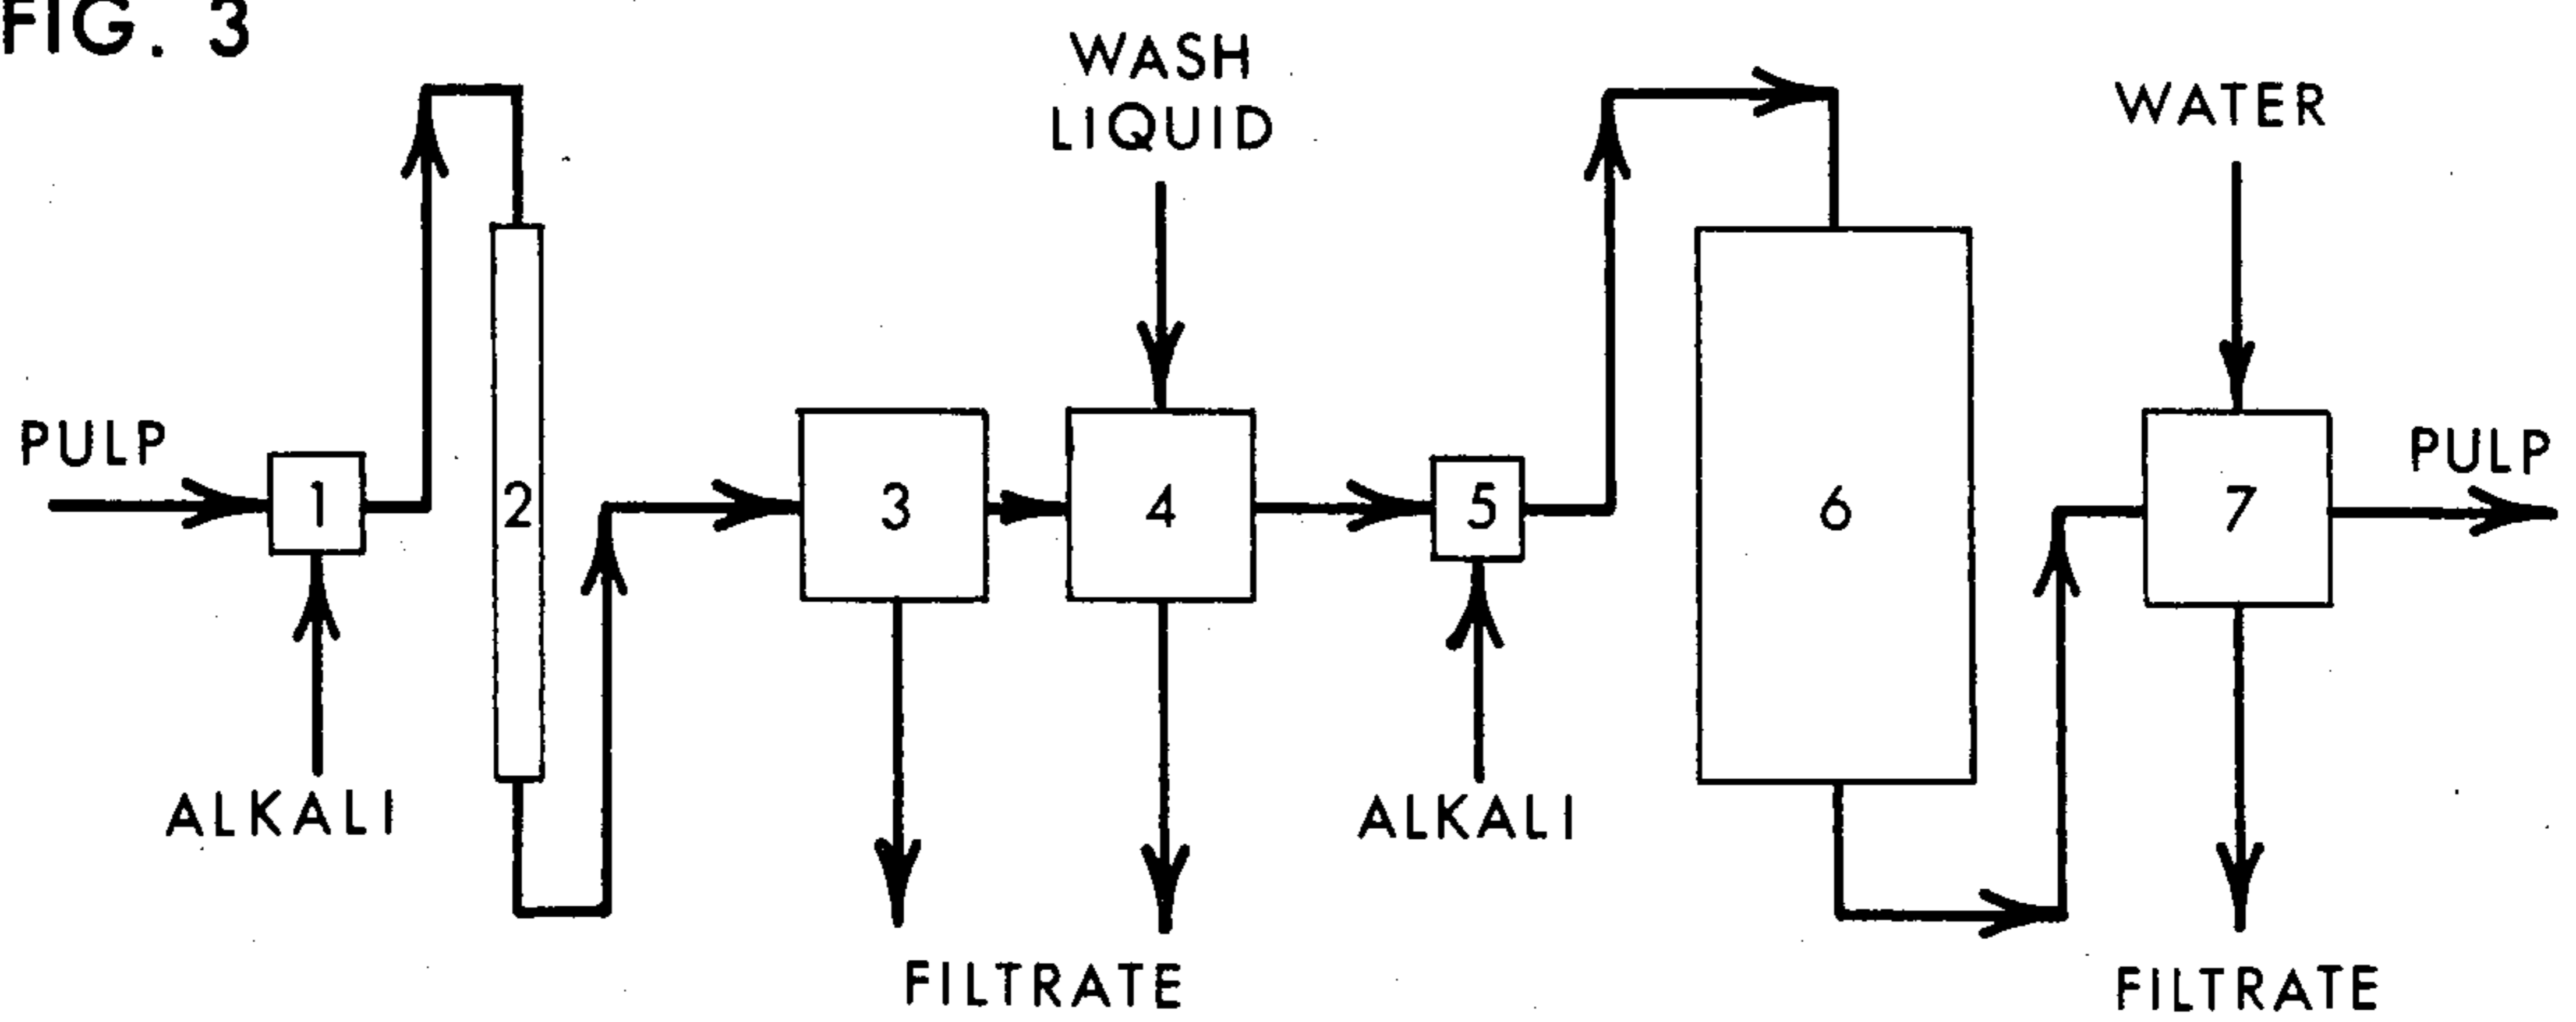 FIG. 3
WASH
LIQUID
WATER
PULP
PULP
1
2
3
4
5
6
7
ALKALI
ALKALI
FILTRATE
FILTRATE